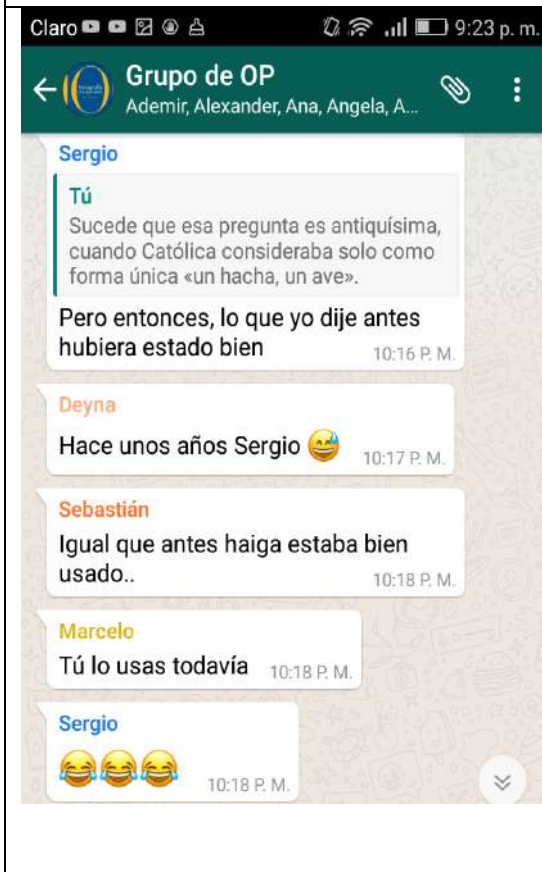 Claro 9:23 p. m.
Grupo de OP
Ademir, Alexander, Ana, Angela, A...
Sergio
Tú
Sucede que esa pregunta es antiquísima,
cuando Católica consideraba solo como
forma única «un hacha, un ave».
Pero entonces, lo que yo dije antes
hubiera estado bien 10:16 P. M.
Deyna
Hace unos años Sergio 😅 10:17 P. M.
Sebastián
Igual que antes haiga estaba bien
usado.. 10:18 P. M.
Marcelo
Tú lo usas todavía 10:18 P. M.
Sergio
😂😂😂 10:18 P. M.